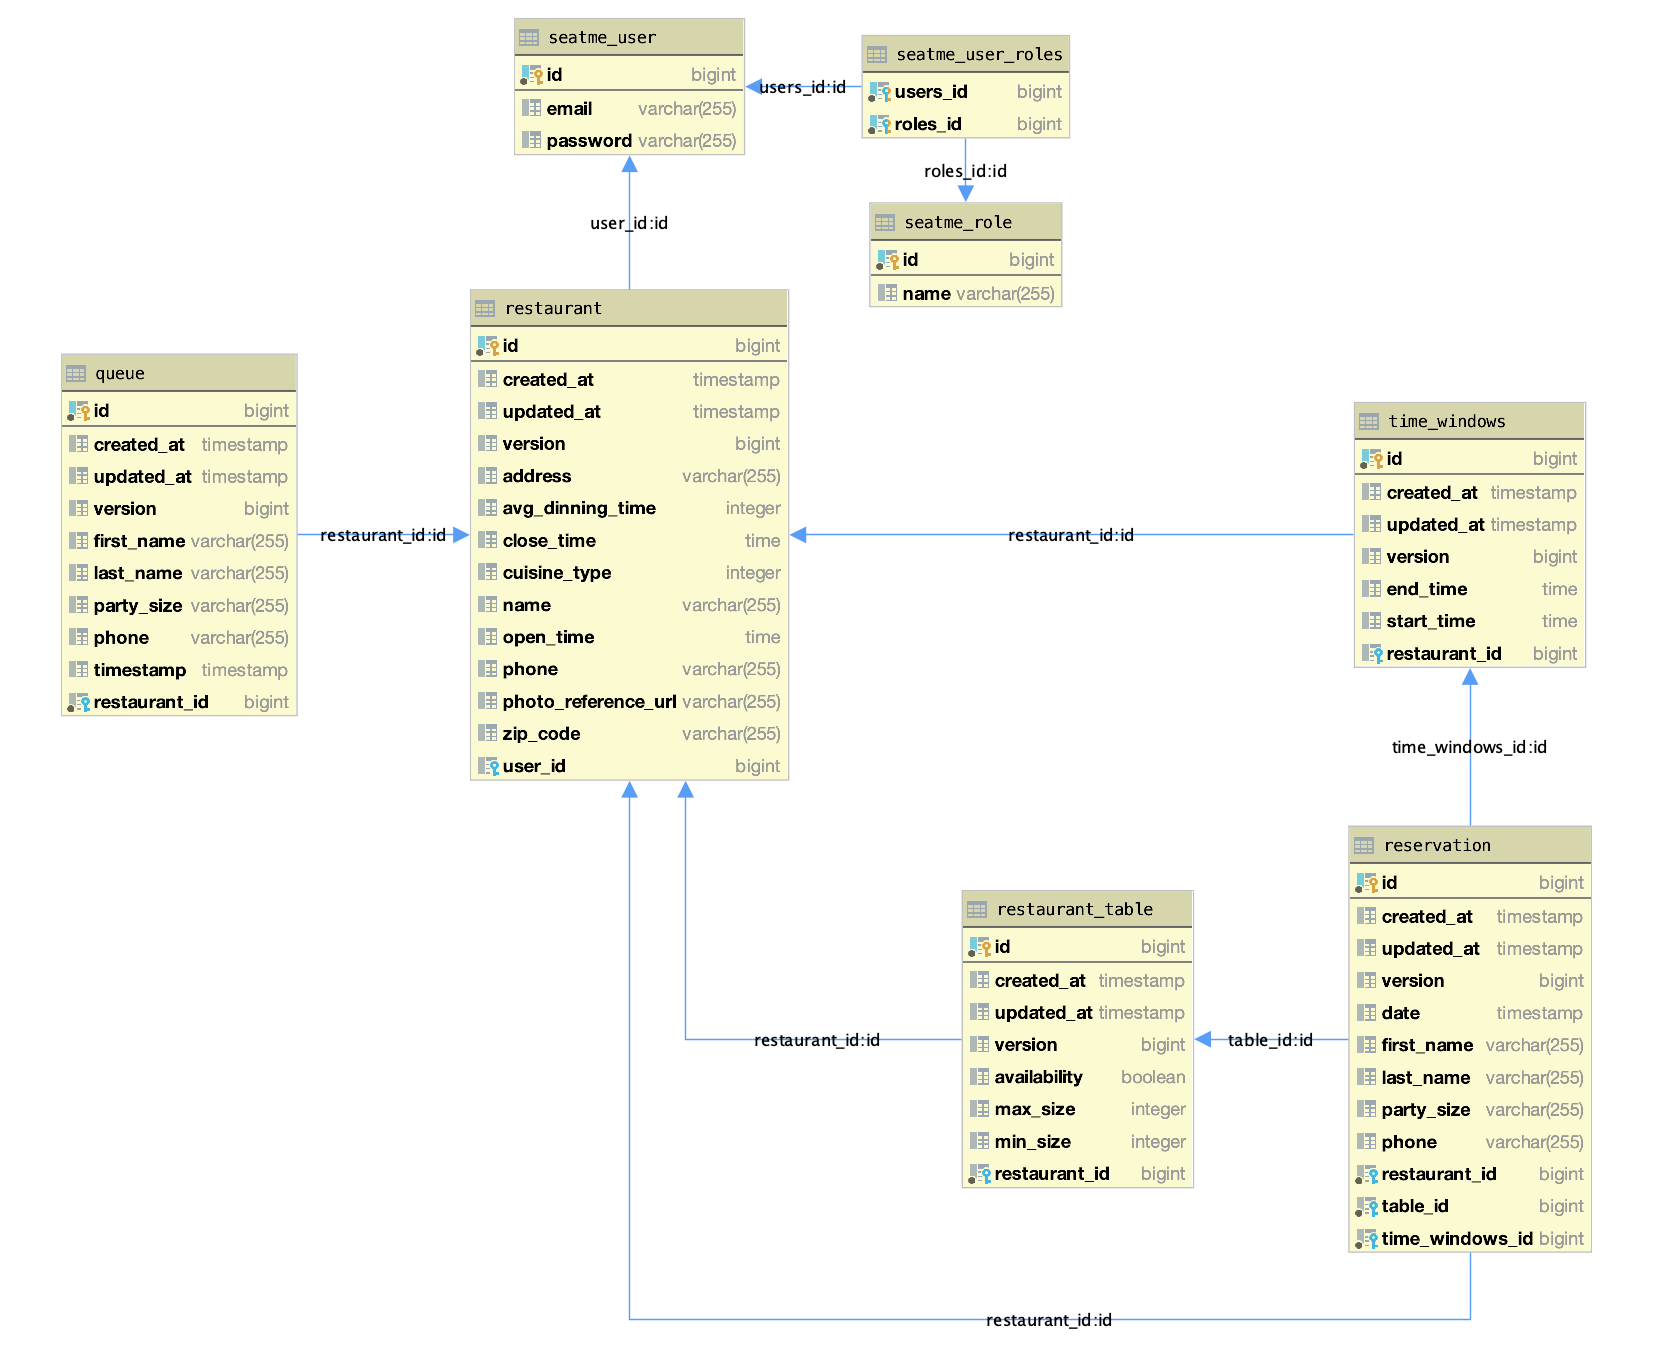 seatme_user
id bigint
email varchar(255)
password varchar(255)
seatme_user_roles
users_id bigint
roles_id bigint
users_id:id
roles_id:id
seatme_role
id bigint
name varchar(255)
user_id:id
restaurant
id bigint
created_at timestamp
updated_at timestamp
version bigint
address varchar(255)
avg_dinning_time integer
close_time time
cuisine_type integer
name varchar(255)
open_time time
phone varchar(255)
photo_reference_url varchar(255)
zip_code varchar(255)
user_id bigint
queue
id bigint
created_at timestamp
updated_at timestamp
version bigint
first_name varchar(255)
last_name varchar(255)
party_size varchar(255)
phone varchar(255)
timestamp timestamp
restaurant_id bigint
restaurant_id:id
restaurant_id:id
time_windows
id bigint
created_at timestamp
updated_at timestamp
version bigint
end_time time
start_time time
restaurant_id bigint
time_windows_id:id
restaurant_table
id bigint
created_at timestamp
updated_at timestamp
version bigint
availability boolean
max_size integer
min_size integer
restaurant_id bigint
restaurant_id:id
table_id:id
reservation
id bigint
created_at timestamp
updated_at timestamp
version bigint
date timestamp
first_name varchar(255)
last_name varchar(255)
party_size varchar(255)
phone varchar(255)
restaurant_id bigint
table_id bigint
time_windows_id bigint
restaurant_id:id